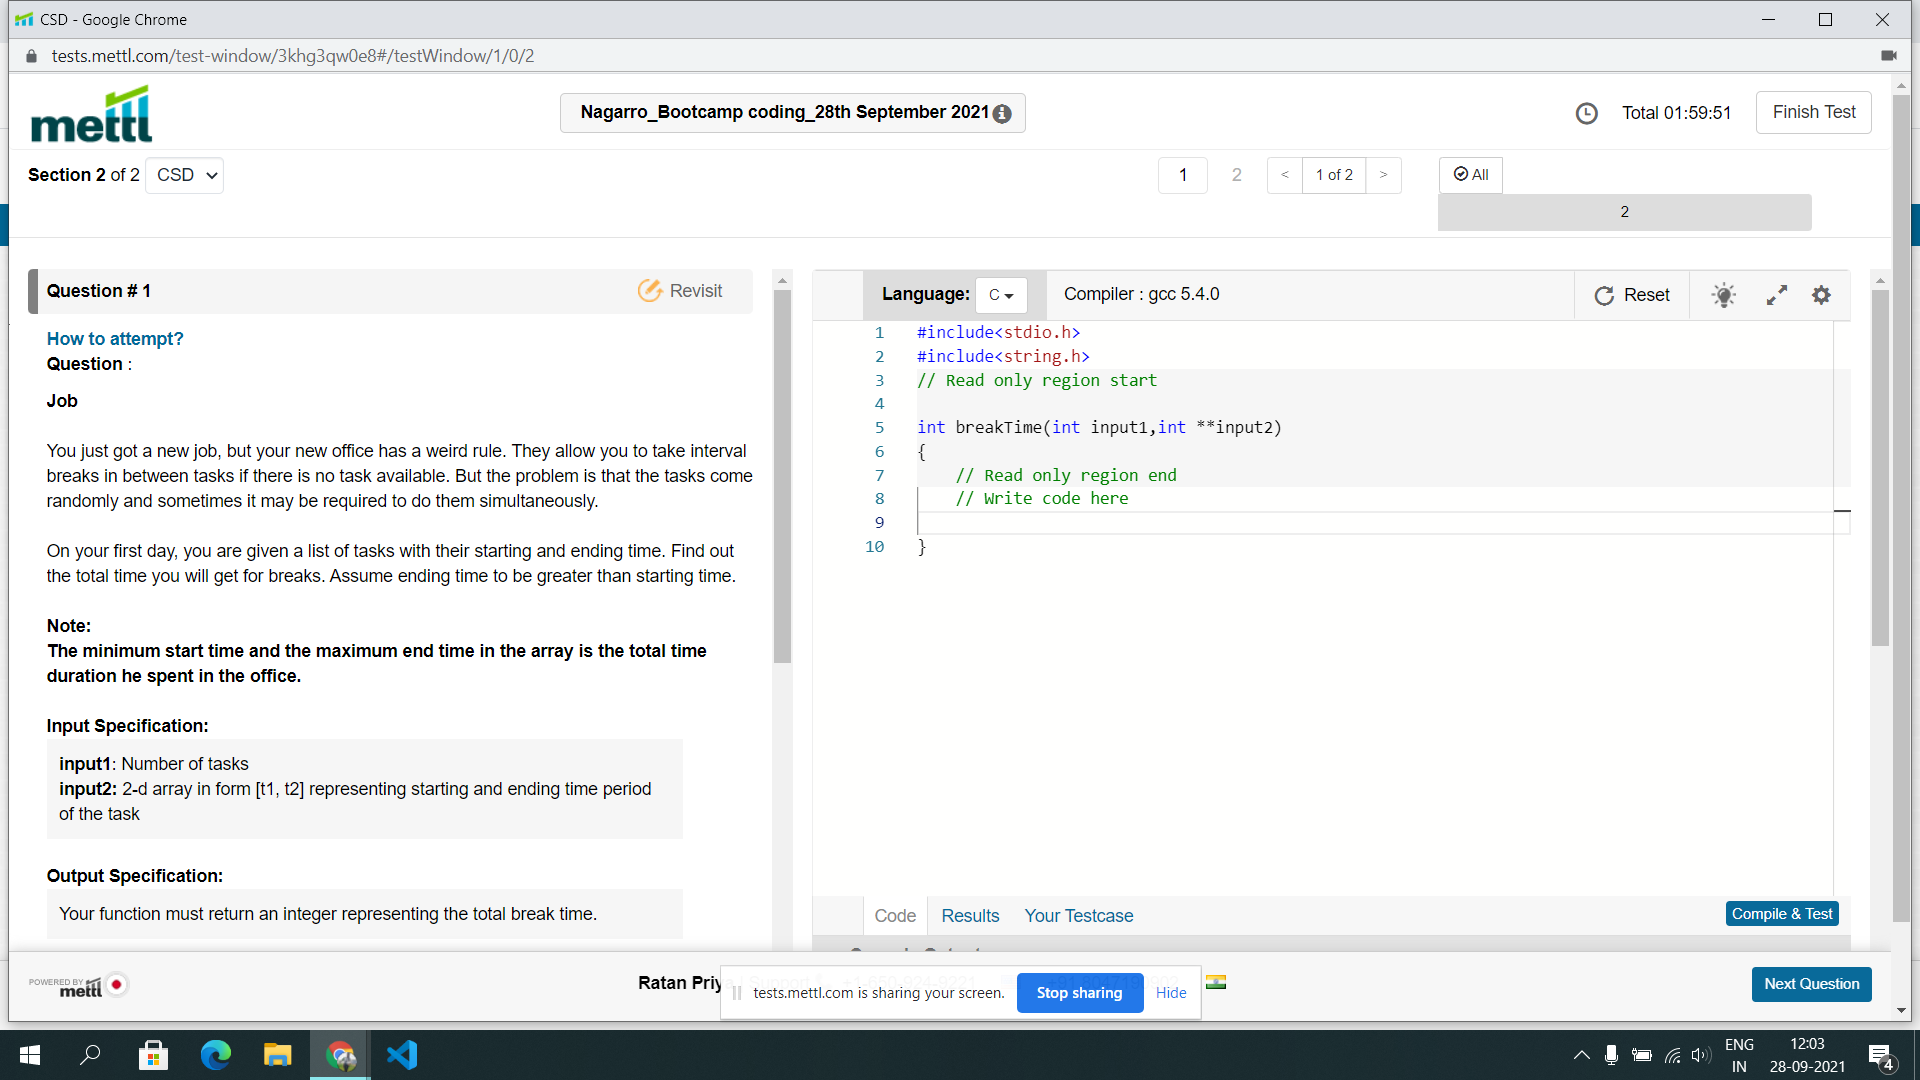 CSD - Google Chrome
tests.mettl.com/test-window/3khg3qw0e8#/testWindow/1/0/2
mettl
Nagarro_Bootcamp coding_28th September 2021
Total 01:59:51
Finish Test
Section 2 of 2 CSD
1 2 < 1 of 2 >
All
2
Question # 1
Revisit
How to attempt?
Question :
Job
You just got a new job, but your new office has a weird rule. They allow you to take interval
breaks in between tasks if there is no task available. But the problem is that the tasks come
randomly and sometimes it may be required to do them simultaneously.
On your first day, you are given a list of tasks with their starting and ending time. Find out
the total time you will get for breaks. Assume ending time to be greater than starting time.
Note:
The minimum start time and the maximum end time in the array is the total time
duration he spent in the office.
Input Specification:
input1: Number of tasks
input2: 2-d array in form [t1, t2] representing starting and ending time period
of the task
Output Specification:
Your function must return an integer representing the total break time.
Language: C
Compiler : gcc 5.4.0
Reset
1 #include<stdio.h>
2 #include<string.h>
3 // Read only region start
4
5 int breakTime(int input1,int **input2)
6 {
7 // Read only region end
8 // Write code here
9
10 }
Code Results Your Testcase
Compile & Test
POWERED BY
mettl
Ratan Priya
tests.mettl.com is sharing your screen.
Stop sharing
Hide
Next Question
ENG
IN
12:03
28-09-2021
4